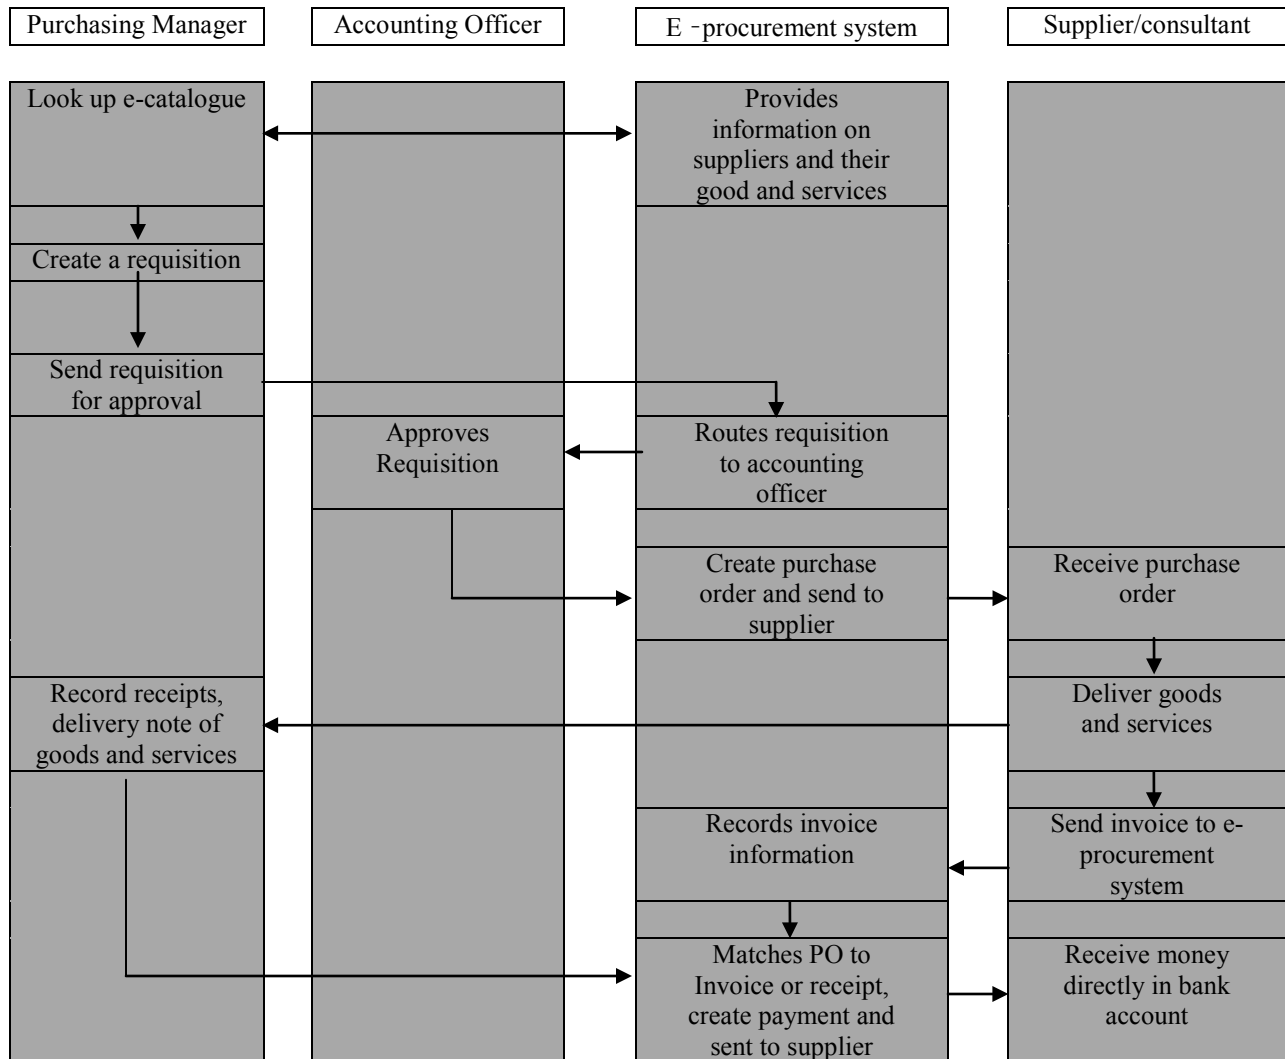 Purchasing Manager
Accounting Officer
E -procurement system
Supplier/consultant
Look up e-catalogue
Provides
information on
suppliers and their
good and services
Create a requisition
Send requisition
for approval
Approves
Requisition
Routes requisition
to accounting
officer
Create purchase
order and send to
supplier
Receive purchase
order
Record receipts,
delivery note of
goods and services
Deliver goods
and services
Records invoice
information
Send invoice to e-
procurement
system
Matches PO to
Invoice or receipt,
create payment and
sent to supplier
Receive money
directly in bank
account